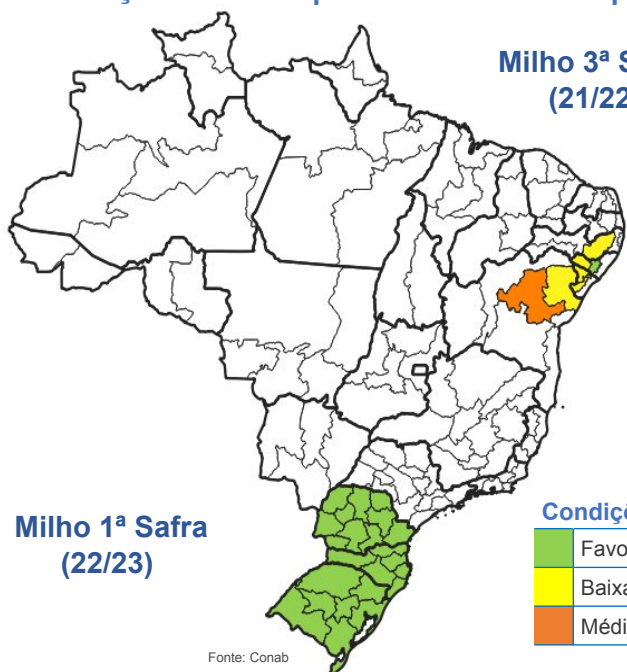 Milho 3ª S
(21/22
Milho 1ª Safra
(22/23)
Condiçõ
Favo
Baixa
Médi
Fonte: Conab